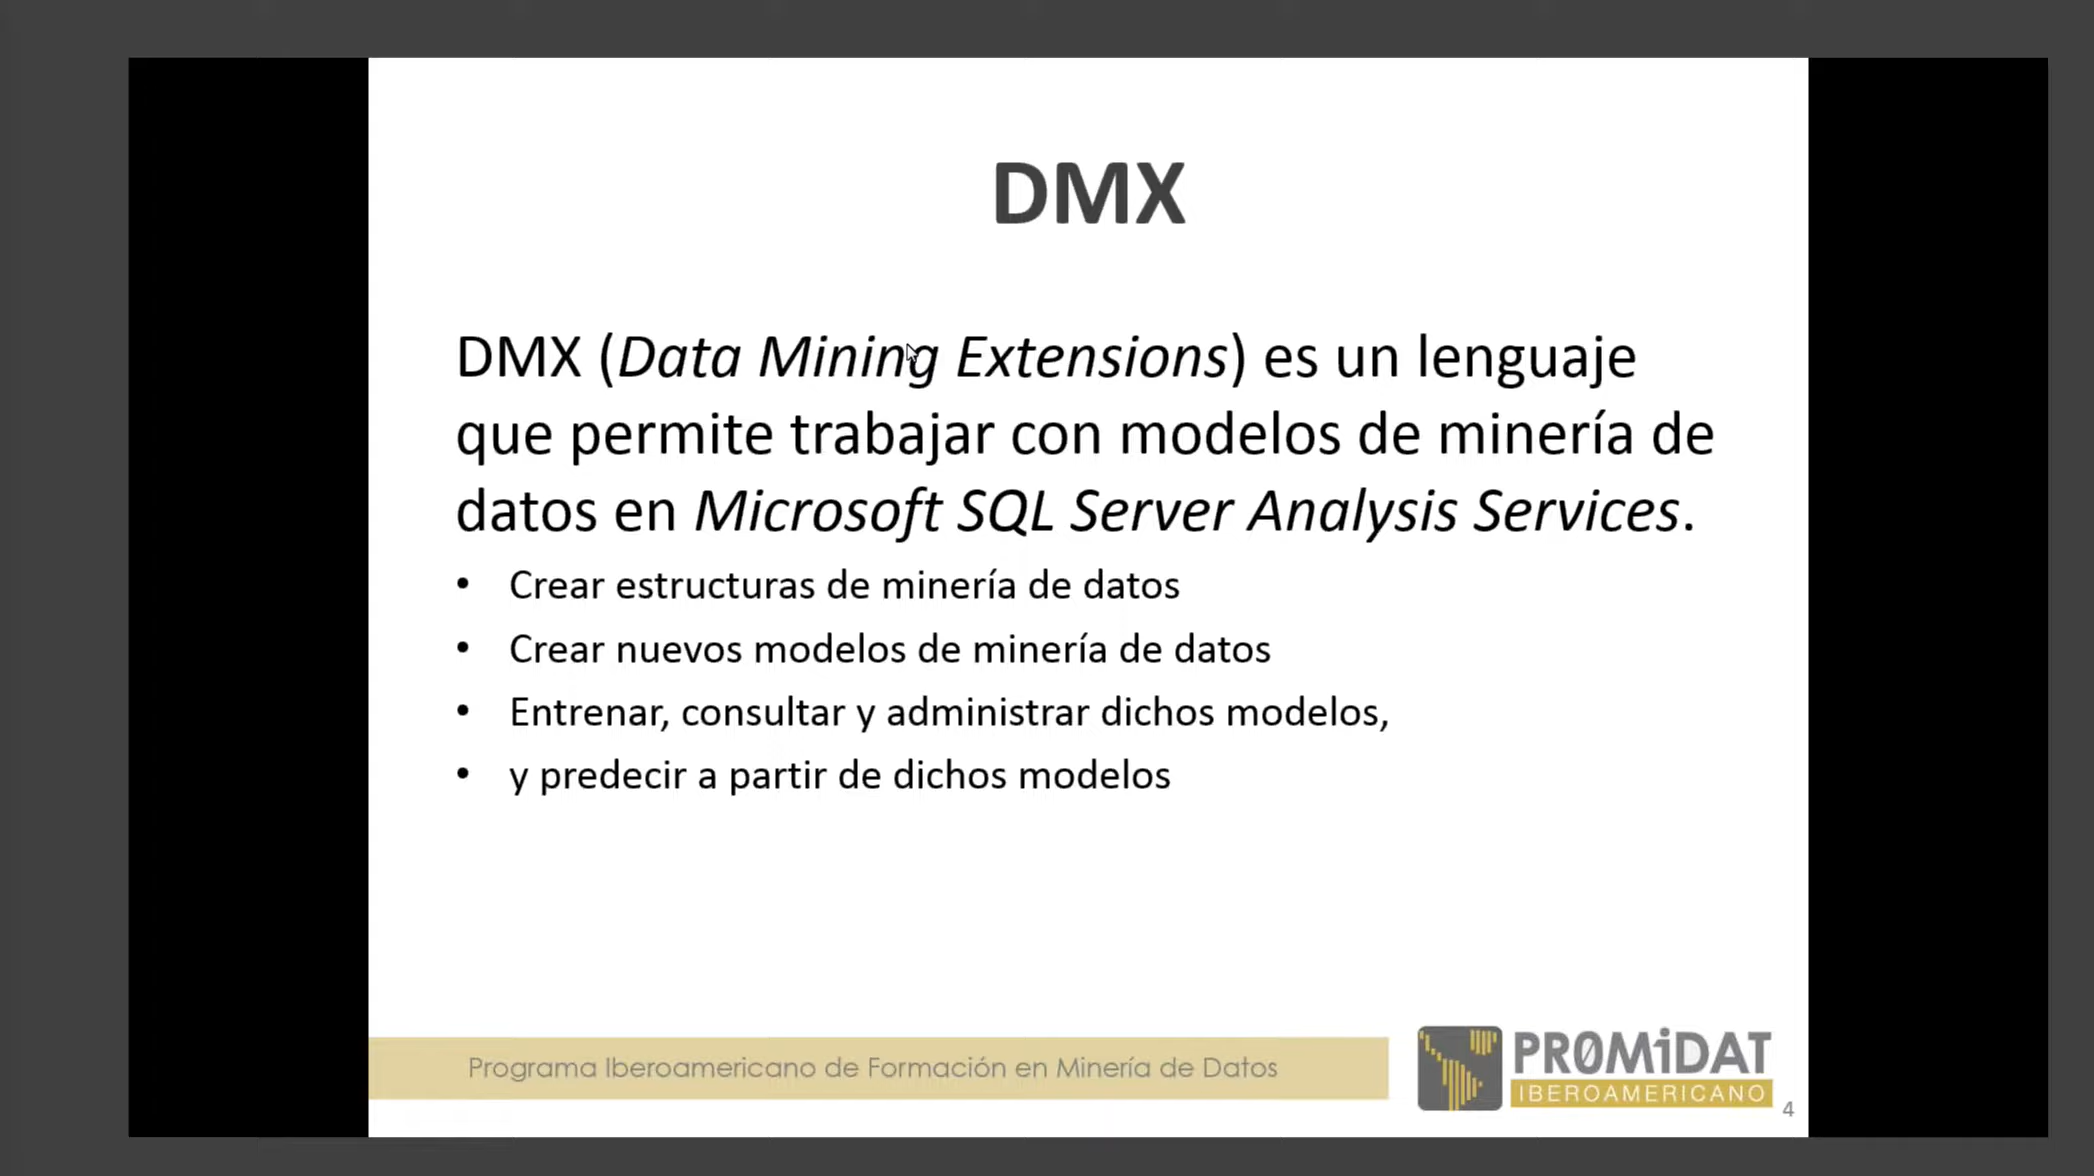 DMX
DMX (Data Mining Extensions) es un lenguaje
que permite trabajar con modelos de minería de
datos en Microsoft SQL Server Analysis Services.
• Crear estructuras de minería de datos
• Crear nuevos modelos de minería de datos
• Entrenar, consultar y administrar dichos modelos,
• y predecir a partir de dichos modelos
Programa Iberoamericano de Formación en Minería de Datos
PR0MiDAT
IBEROAMERICANO
4